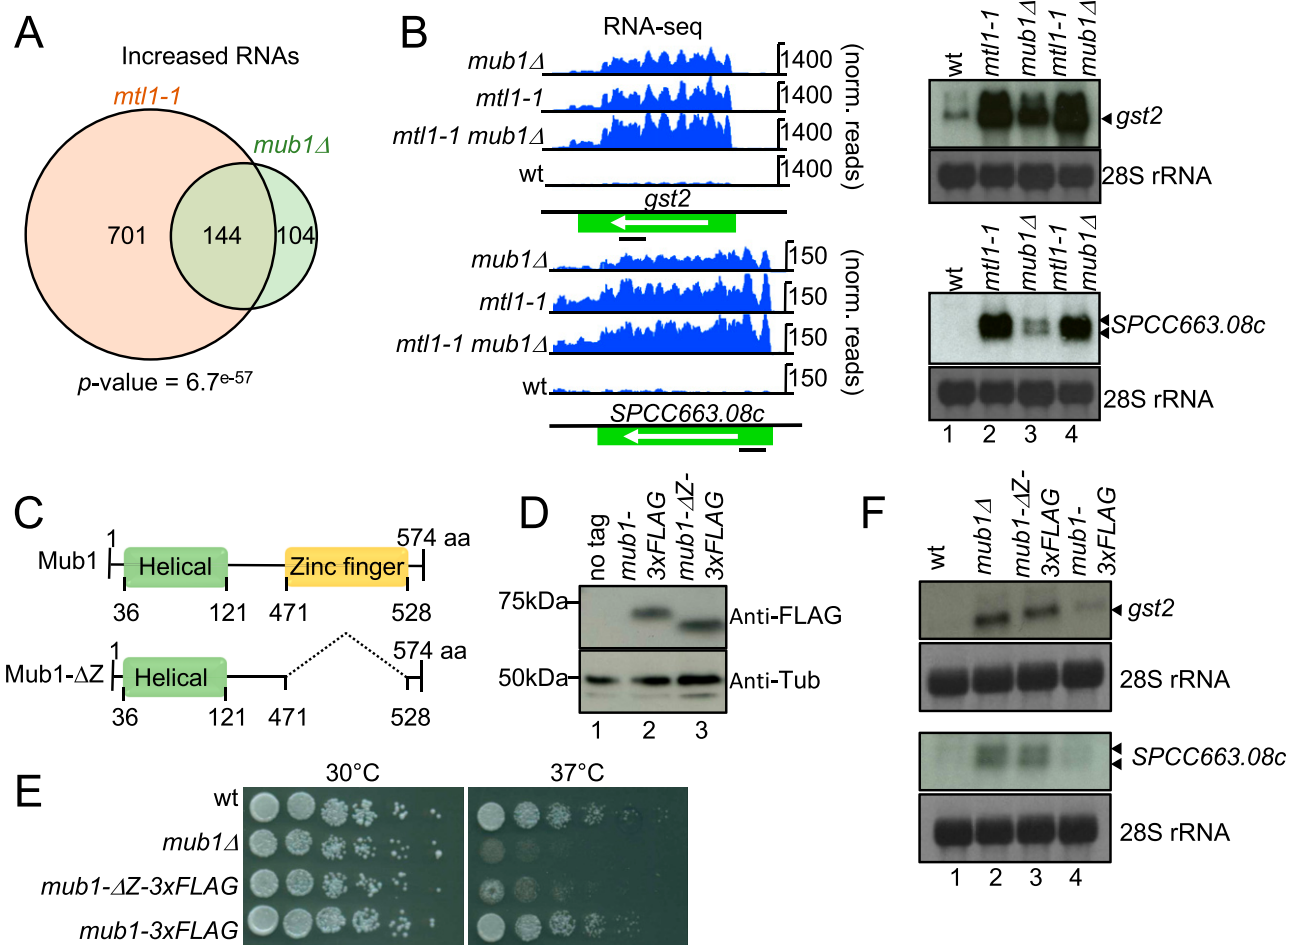 A
Increased RNAs
mtl1-1
mub1Δ
701
144
104
p-value = 6.7e-57
B
RNA-seq
mub1Δ
1400
mtl1-1
1400
mtl1-1 mub1Δ
1400
wt
1400
(norm. reads)
gst2
mub1Δ
150
mtl1-1
150
mtl1-1 mub1Δ
150
wt
150
(norm. reads)
SPCC663.08c
wt
mtl1-1
mub1Δ
mtl1-1
mub1Δ
gst2
28S rRNA
wt
mtl1-1
mub1Δ
mtl1-1
mub1Δ
SPCC663.08c
28S rRNA
1 2 3 4
C
1
574 aa
Mub1
Helical
Zinc finger
36 121 471 528
1
574 aa
Mub1-ΔZ
Helical
36 121 471 528
D
no tag
mub1-
3xFLAG
mub1-ΔZ-
3xFLAG
75kDa
Anti-FLAG
50kDa
Anti-Tub
1 2 3
E
30°C
37°C
wt
mub1Δ
mub1-ΔZ-3xFLAG
mub1-3xFLAG
F
wt
mub1Δ
mub1-ΔZ-
3xFLAG
mub1-
3xFLAG
gst2
28S rRNA
SPCC663.08c
28S rRNA
1 2 3 4